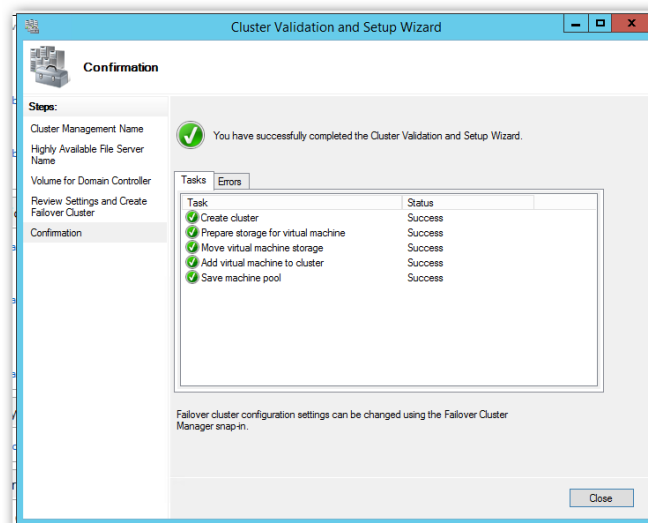 Cluster Validation and Setup Wizard
Confirmation
Steps:
Cluster Management Name
Highly Available File Server
Name
Volume for Domain Controller
Review Settings and Create
Failover Cluster
Confirmation
You have successfully completed the Cluster Validation and Setup Wizard.
Tasks Errors
Task Status
Create cluster Success
Prepare storage for virtual machine Success
Move virtual machine storage Success
Add virtual machine to cluster Success
Save machine pool Success
Failover cluster configuration settings can be changed using the Failover Cluster
Manager snap-in.
Close